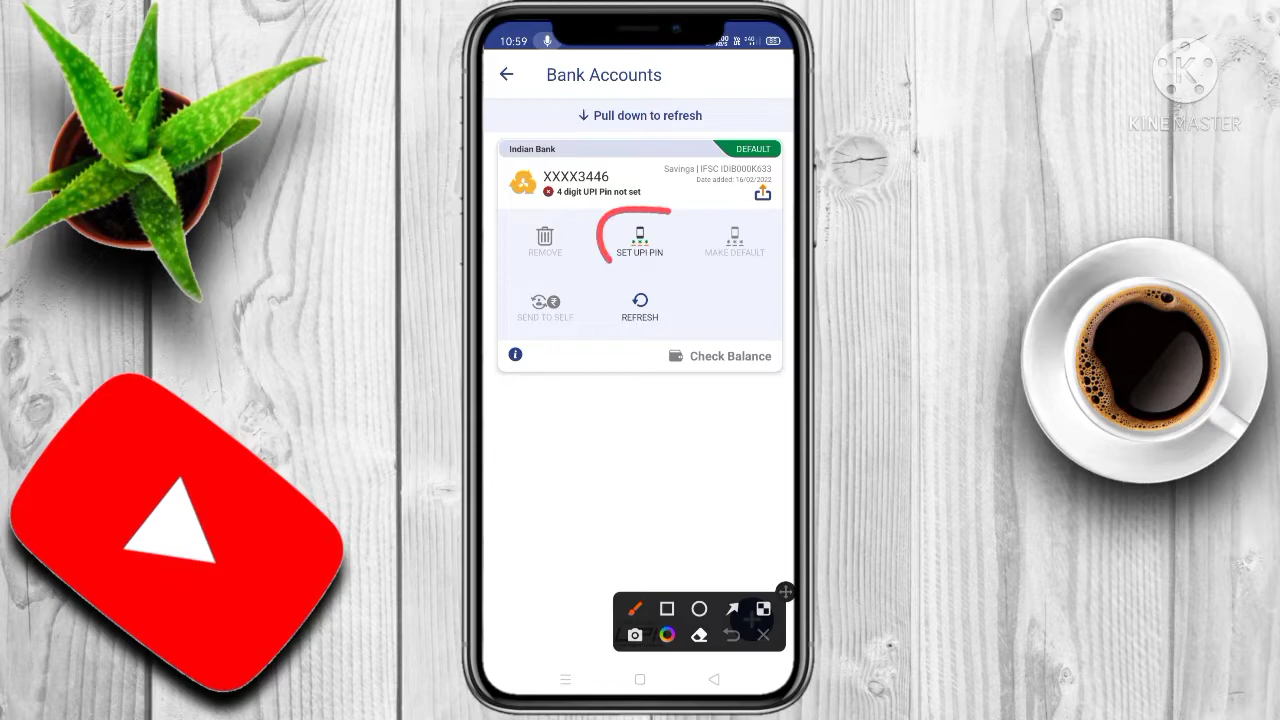 10:59
Bank Accounts
↓ Pull down to refresh
Indian Bank
DEFAULT
XXXX3446
Savings | IFSC IDIB000K633
4 digit UPI Pin not set
Date added: 16/02/2022
REMOVE
SET UPI PIN
MAKE DEFAULT
SEND TO SELF
REFRESH
Check Balance
K
KINEMASTER